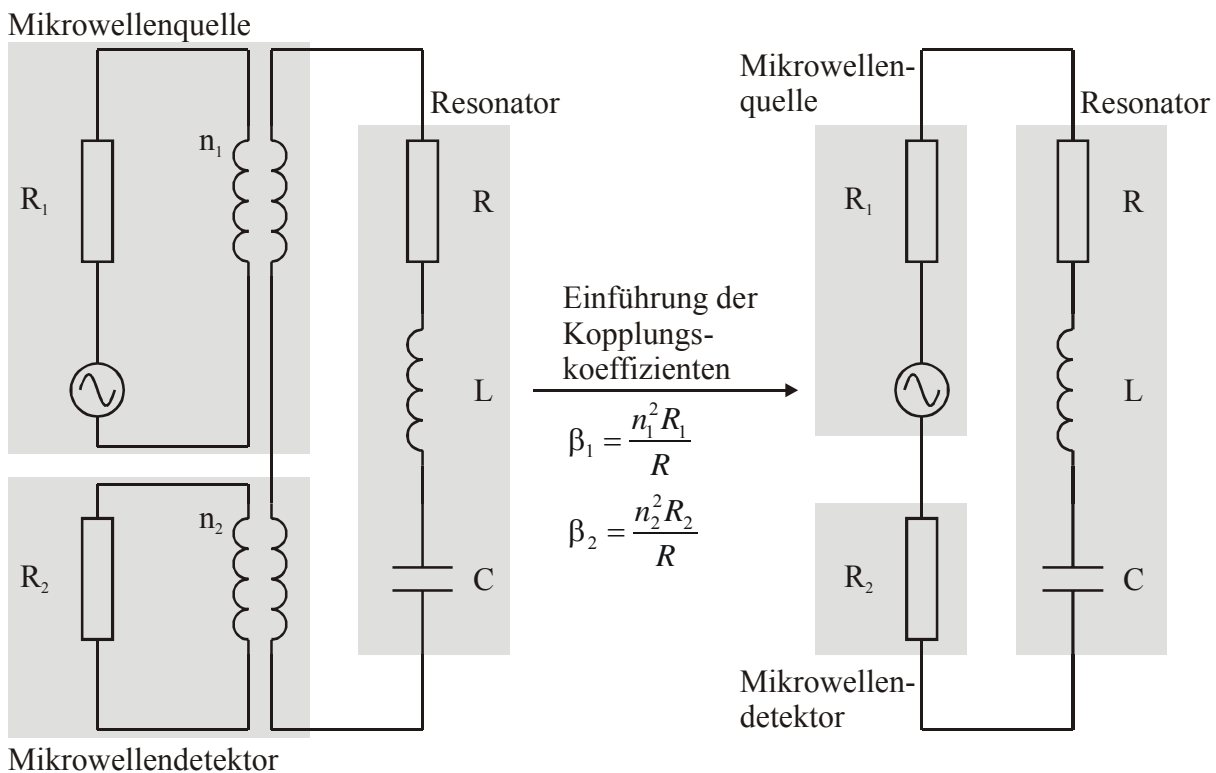 Mikrowellenquelle
n₁
R₁
Resonator
R
L
C
n₂
R₂
Mikrowellendetektor
Einführung der
Kopplungs-
koeffizienten
β₁ = n₁²R₁ / R
β₂ = n₂²R₂ / R
Mikrowellen-
quelle
R₁
Resonator
R
L
C
R₂
Mikrowellen-
detektor